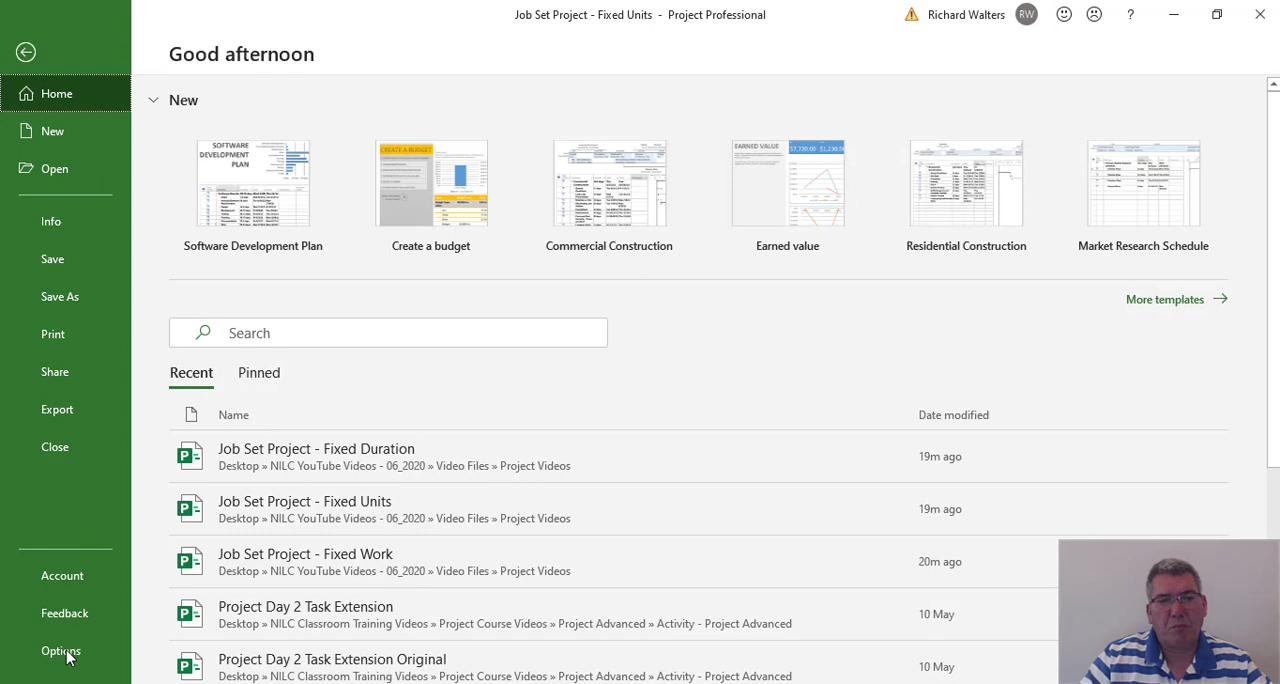 Job Set Project - Fixed Units - Project Professional
Richard Walters
RW
?
Good afternoon
Home
New
Open
Info
Save
Save As
Print
Share
Export
Close
Account
Feedback
Options
New
SOFTWARE
DEVELOPMENT
PLAN
CREATE A BUDGET
EARNED VALUE
Software Development Plan
Create a budget
Commercial Construction
Earned value
Residential Construction
Market Research Schedule
More templates
Search
Recent Pinned
Name Date modified
Job Set Project - Fixed Duration
Desktop » NILC YouTube Videos - 06_2020 » Video Files » Project Videos
19m ago
Job Set Project - Fixed Units
Desktop » NILC YouTube Videos - 06_2020 » Video Files » Project Videos
19m ago
Job Set Project - Fixed Work
Desktop » NILC YouTube Videos - 06_2020 » Video Files » Project Videos
20m ago
Project Day 2 Task Extension
Desktop » NILC Classroom Training Videos » Project Course Videos » Project Advanced » Activity - Project Advanced
10 May
Project Day 2 Task Extension Original
Desktop » NILC Classroom Training Videos » Project Course Videos » Project Advanced » Activity - Project Advanced
10 May